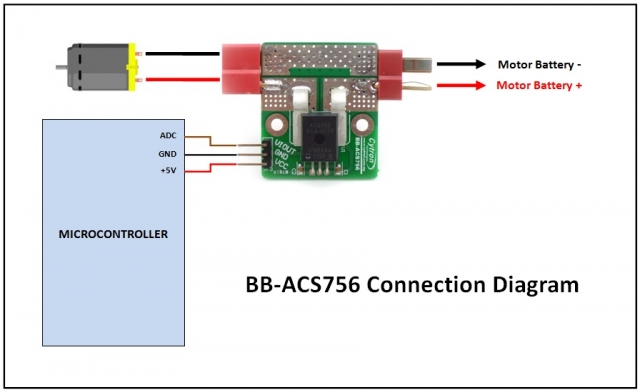 Motor Battery -
Motor Battery +
ADC
GND
+5V
VIOUT
GND
VCC
Cytron
BB-ACS756
MICROCONTROLLER
BB-ACS756 Connection Diagram